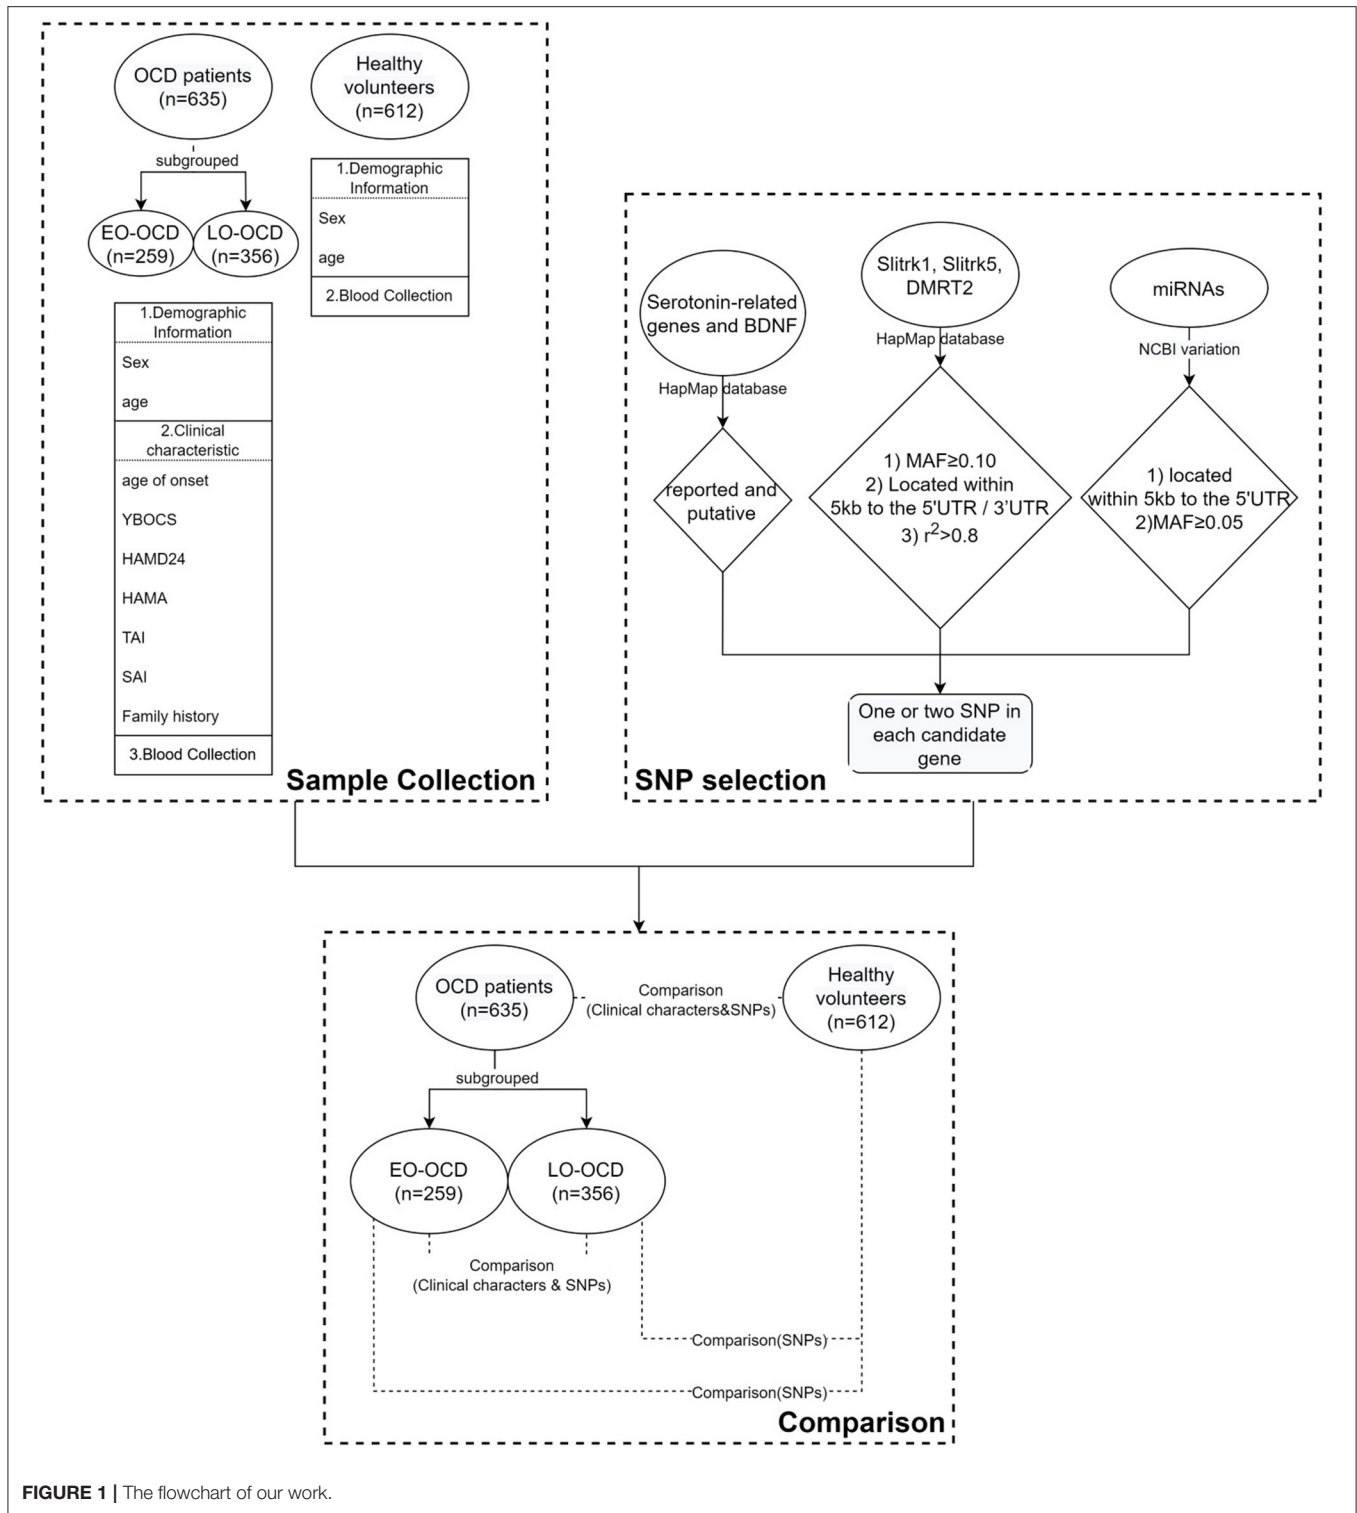 OCD patients
(n=635)
Healthy
volunteers
(n=612)
subgrouped
EO-OCD
(n=259)
LO-OCD
(n=356)
1.Demographic
Information
Sex
age
2.Blood Collection
1.Demographic
Information
Sex
age
2.Clinical
characteristic
age of onset
YBOCS
HAMD24
HAMA
TAI
SAI
Family history
3.Blood Collection
Sample Collection
Serotonin-related
genes and BDNF
HapMap database
reported and
putative
Slitrk1, Slitrk5,
DMRT2
HapMap database
1) MAF≥0.10
2) Located within
5kb to the 5'UTR / 3'UTR
3) r²>0.8
miRNAs
NCBI variation
1) located
within 5kb to the 5'UTR
2)MAF≥0.05
One or two SNP in
each candidate
gene
SNP selection
OCD patients
(n=635)
Comparison
(Clinical characters&SNPs)
Healthy
volunteers
(n=612)
subgrouped
EO-OCD
(n=259)
LO-OCD
(n=356)
Comparison
(Clinical characters & SNPs)
Comparison(SNPs)
Comparison(SNPs)
Comparison
FIGURE 1 | The flowchart of our work.